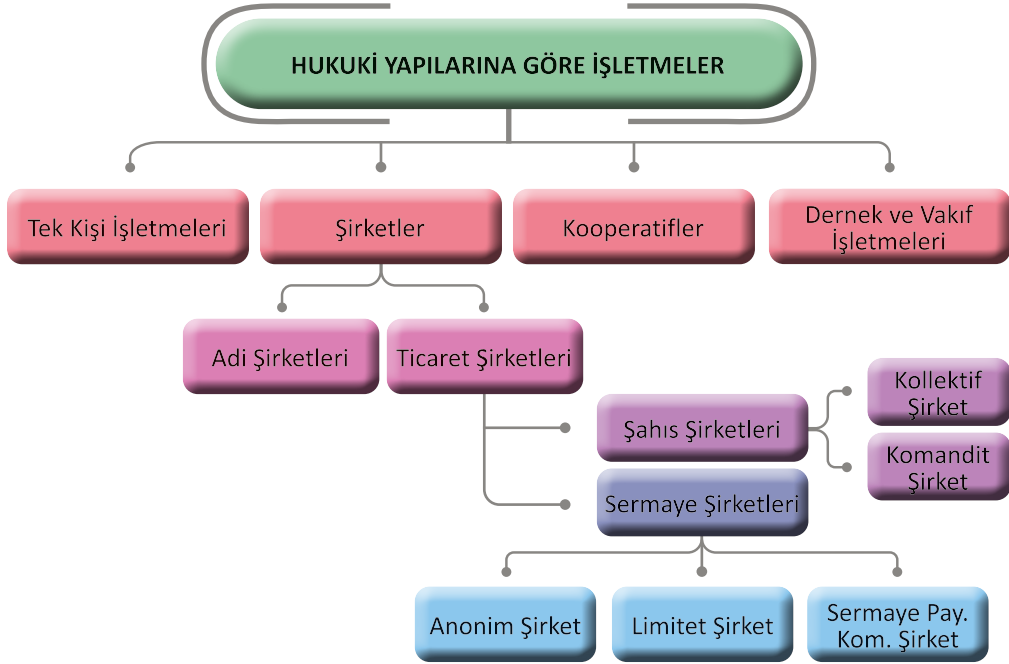 HUKUKİ YAPILARINA GÖRE İŞLETMELER
Tek Kişi İşletmeleri
Şirketler
Kooperatifler
Dernek ve Vakıf
İşletmeleri
Adi Şirketleri
Ticaret Şirketleri
Şahıs Şirketleri
Kollektif
Şirket
Komandit
Şirket
Sermaye Şirketleri
Anonim Şirket
Limitet Şirket
Sermaye Pay.
Kom. Şirket